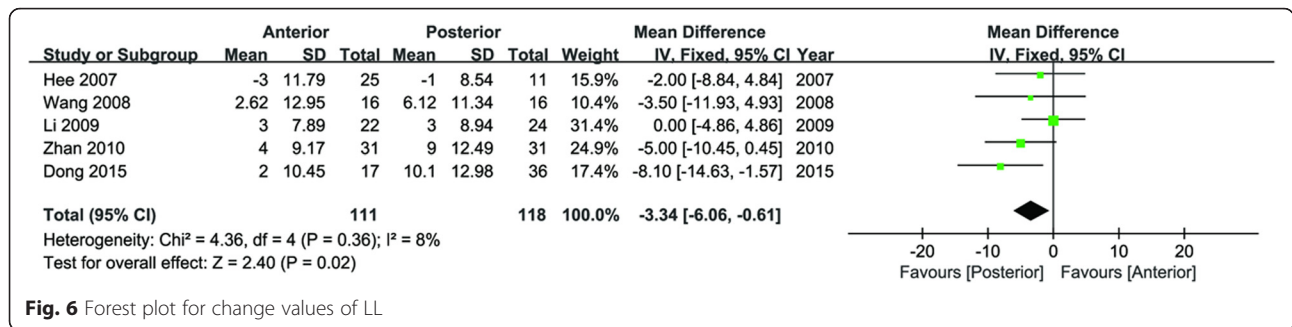 Anterior Posterior Mean Difference Mean Difference
Study or Subgroup Mean SD Total Mean SD Total Weight IV, Fixed, 95% CI Year IV, Fixed, 95% CI
Hee 2007 -3 11.79 25 -1 8.54 11 15.9% -2.00 [-8.84, 4.84] 2007
Wang 2008 2.62 12.95 16 6.12 11.34 16 10.4% -3.50 [-11.93, 4.93] 2008
Li 2009 3 7.89 22 3 8.94 24 31.4% 0.00 [-4.86, 4.86] 2009
Zhan 2010 4 9.17 31 9 12.49 31 24.9% -5.00 [-10.45, 0.45] 2010
Dong 2015 2 10.45 17 10.1 12.98 36 17.4% -8.10 [-14.63, -1.57] 2015
Total (95% CI) 111 118 100.0% -3.34 [-6.06, -0.61]
Heterogeneity: Chi² = 4.36, df = 4 (P = 0.36); I² = 8%
Test for overall effect: Z = 2.40 (P = 0.02)
-20 -10 0 10 20
Favours [Posterior] Favours [Anterior]
Fig. 6 Forest plot for change values of LL